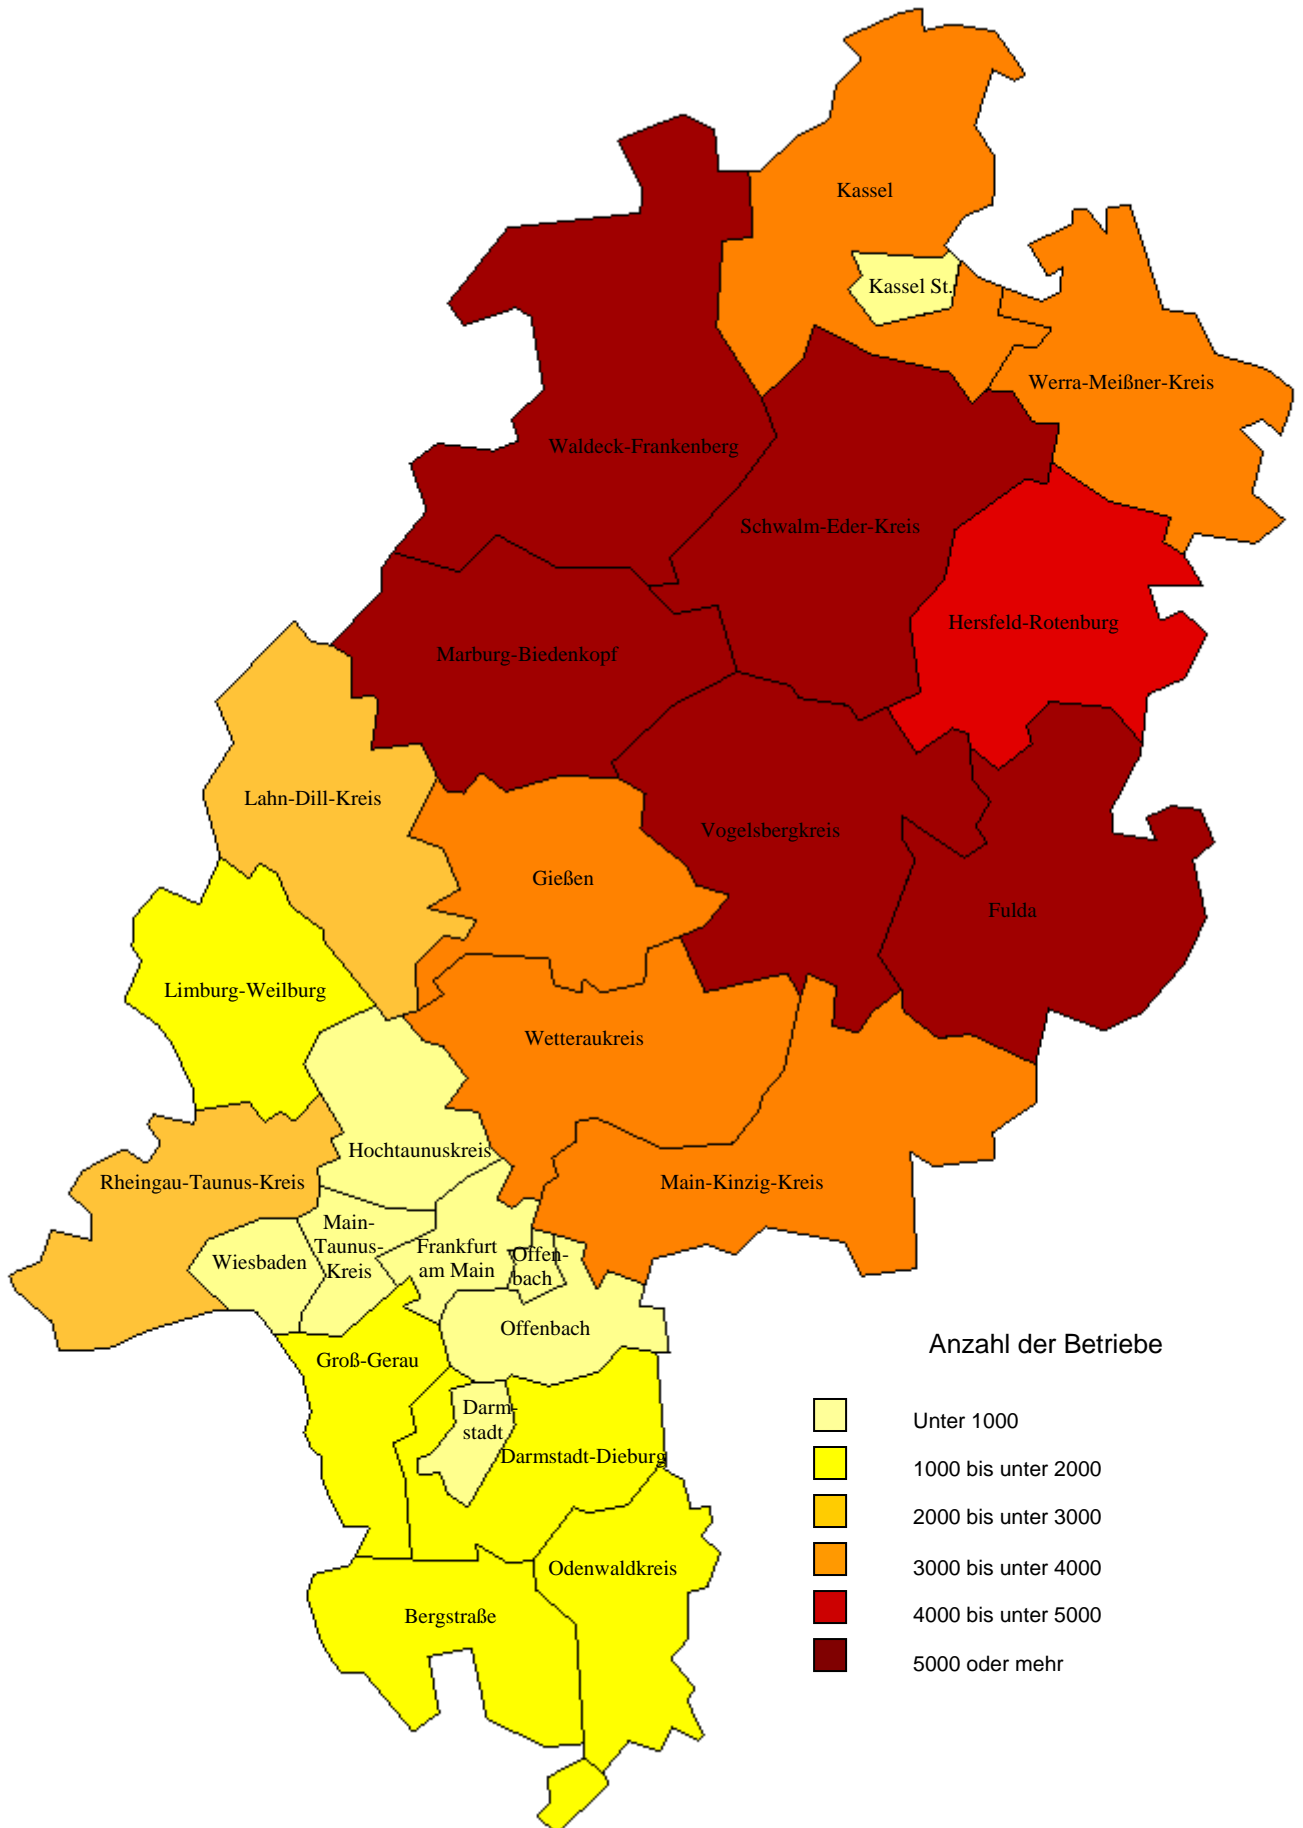 Kassel
Kassel St.
Werra-Meißner-Kreis
Waldeck-Frankenberg
Schwalm-Eder-Kreis
Hersfeld-Rotenburg
Marburg-Biedenkopf
Lahn-Dill-Kreis
Vogelsbergkreis
Gießen
Fulda
Limburg-Weilburg
Wetteraukreis
Hochtaunuskreis
Rheingau-Taunus-Kreis
Main-Kinzig-Kreis
Main-
Taunus-
Kreis
Wiesbaden
Frankfurt
am Main
Offen-
bach
Offenbach
Groß-Gerau
Darm-
stadt
Darmstadt-Dieburg
Odenwaldkreis
Bergstraße
Anzahl der Betriebe
Unter 1000
1000 bis unter 2000
2000 bis unter 3000
3000 bis unter 4000
4000 bis unter 5000
5000 oder mehr